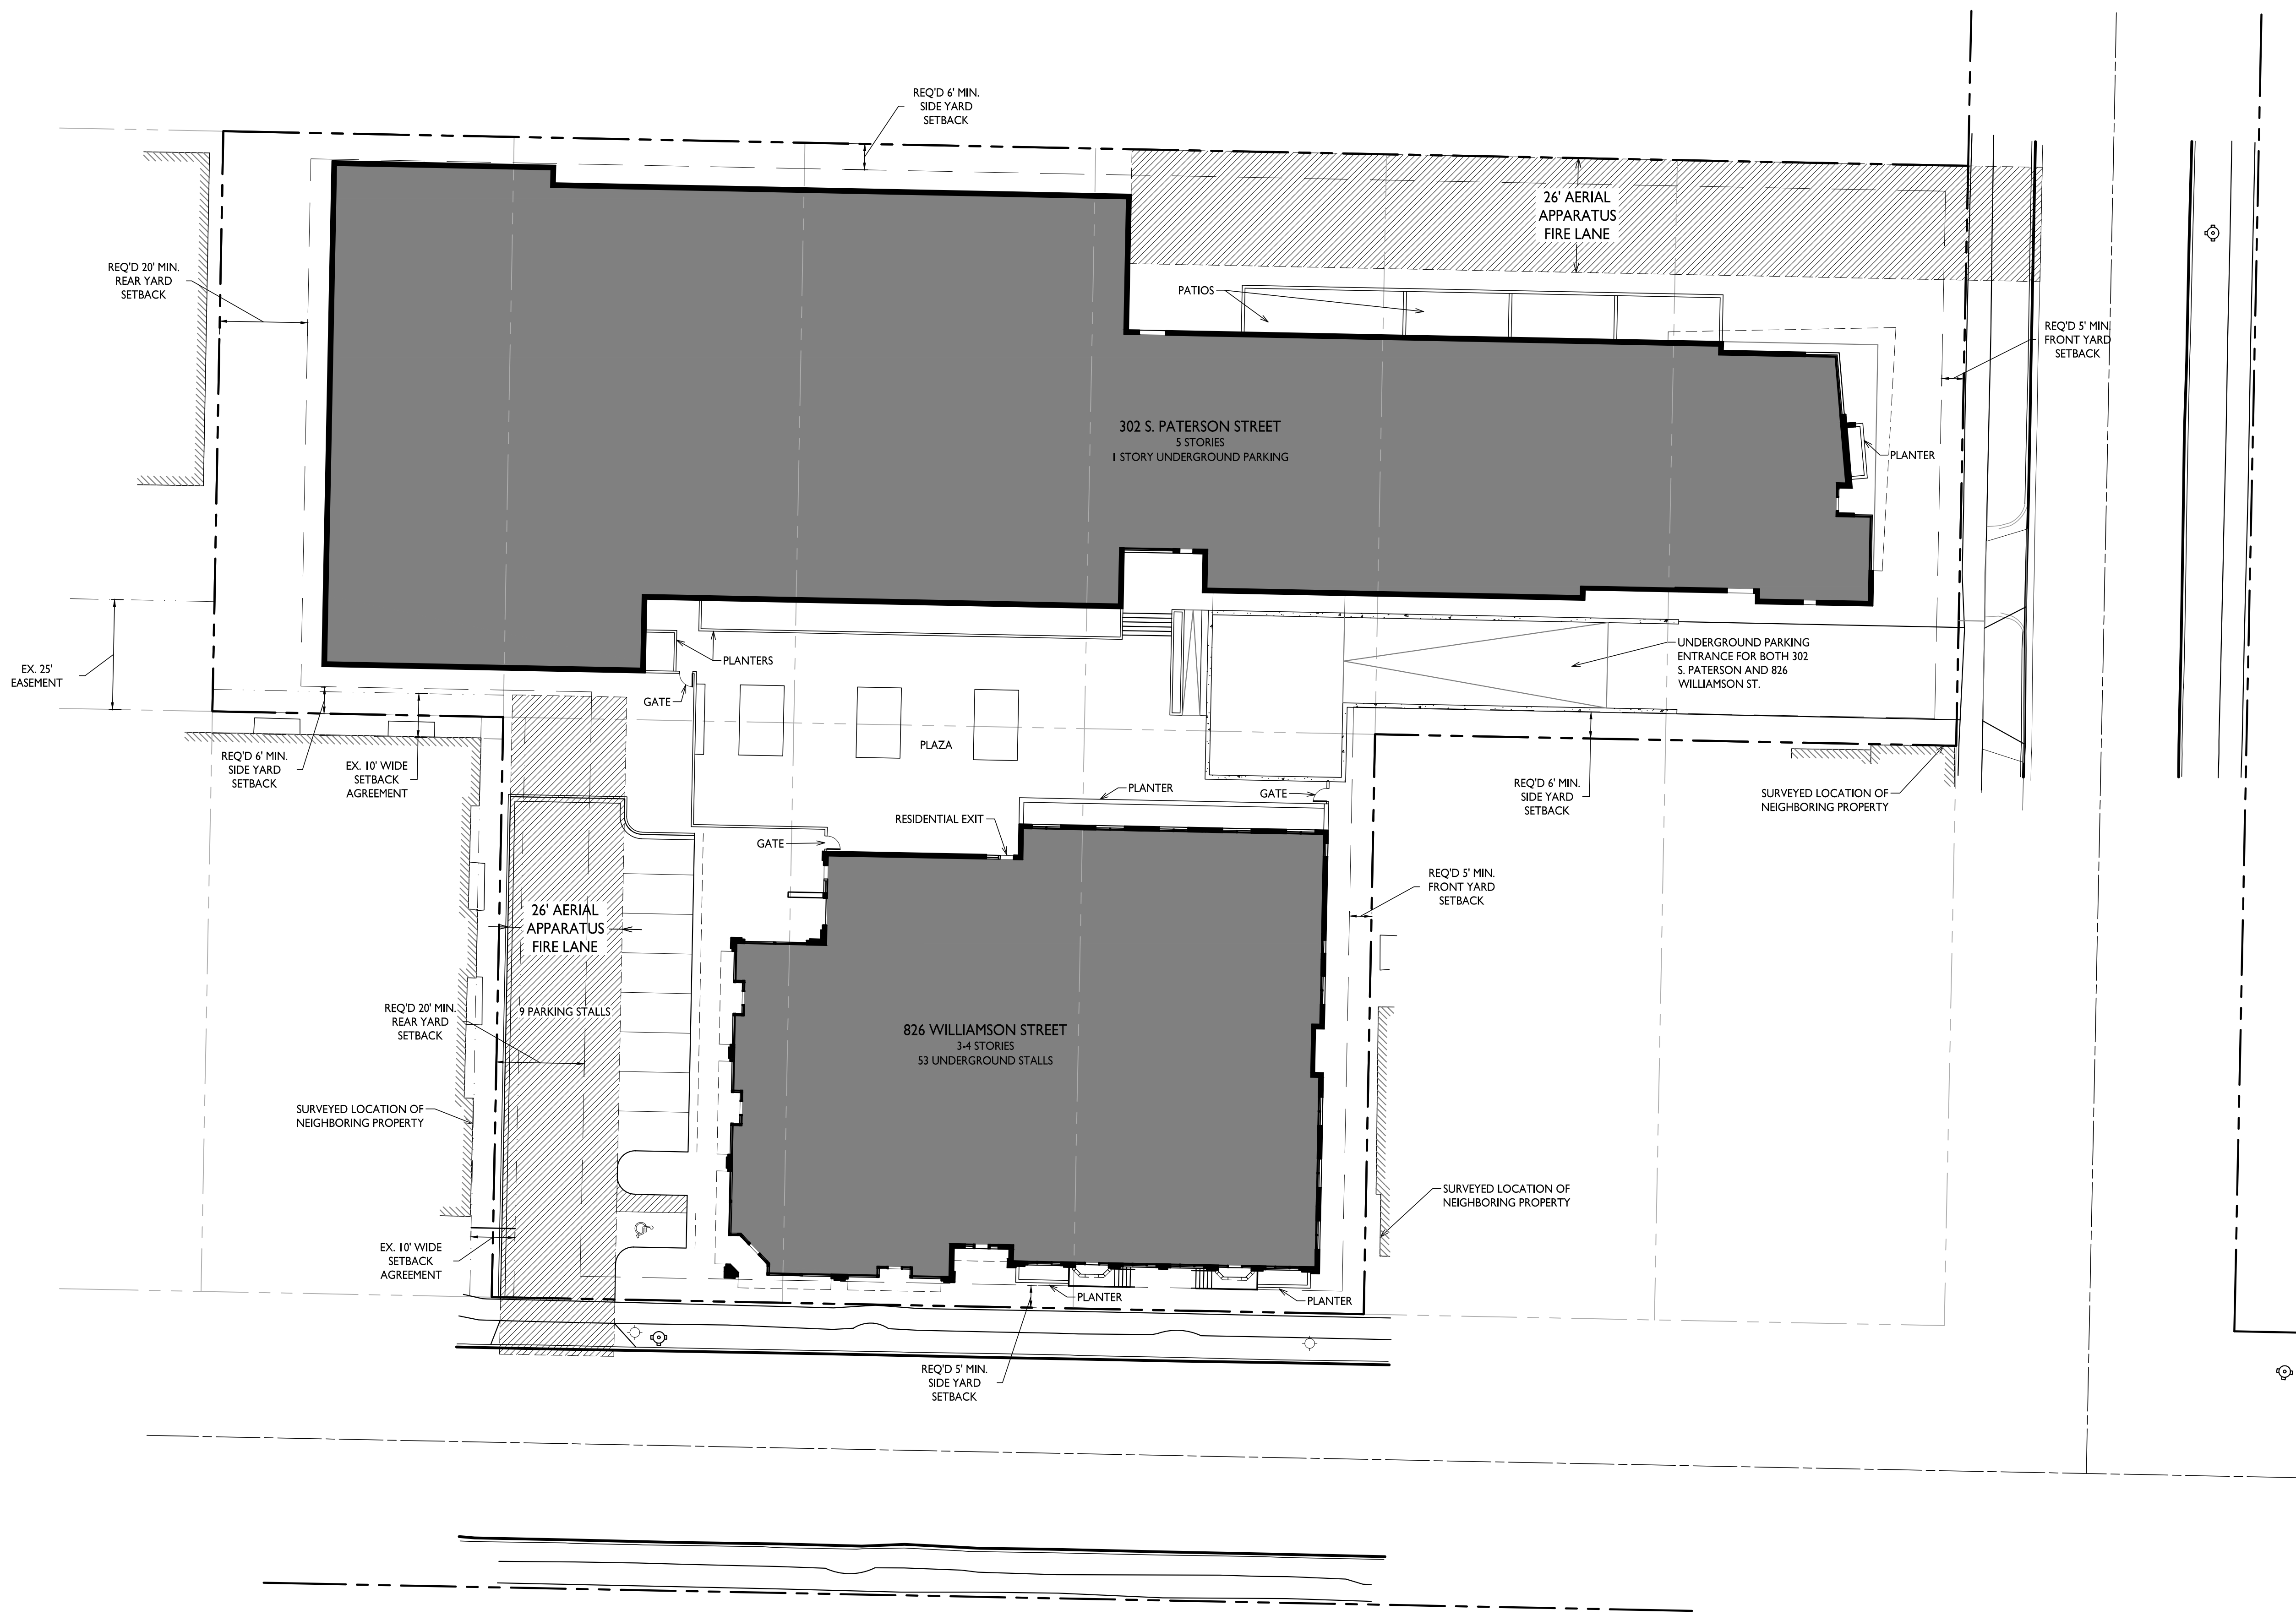 REQ'D 6' MIN.
SIDE YARD
SETBACK
26' AERIAL
APPARATUS
FIRE LANE
REQ'D 20' MIN.
REAR YARD
SETBACK
PATIOS
REQ'D 5' MIN.
FRONT YARD
SETBACK
302 S. PATERSON STREET
5 STORIES
1 STORY UNDERGROUND PARKING
PLANTER
EX. 25'
EASEMENT
PLANTERS
GATE
UNDERGROUND PARKING
ENTRANCE FOR BOTH 302
S. PATERSON AND 826
WILLIAMSON ST.
PLAZA
REQ'D 6' MIN.
SIDE YARD
SETBACK
EX. 10' WIDE
SETBACK
AGREEMENT
PLANTER
GATE
REQ'D 6' MIN.
SIDE YARD
SETBACK
SURVEYED LOCATION OF
NEIGHBORING PROPERTY
RESIDENTIAL EXIT
GATE
REQ'D 5' MIN.
FRONT YARD
SETBACK
26' AERIAL
APPARATUS
FIRE LANE
REQ'D 20' MIN.
REAR YARD
SETBACK
9 PARKING STALLS
826 WILLIAMSON STREET
3-4 STORIES
53 UNDERGROUND STALLS
SURVEYED LOCATION OF
NEIGHBORING PROPERTY
SURVEYED LOCATION OF
NEIGHBORING PROPERTY
EX. 10' WIDE
SETBACK
AGREEMENT
PLANTER
PLANTER
REQ'D 5' MIN.
SIDE YARD
SETBACK